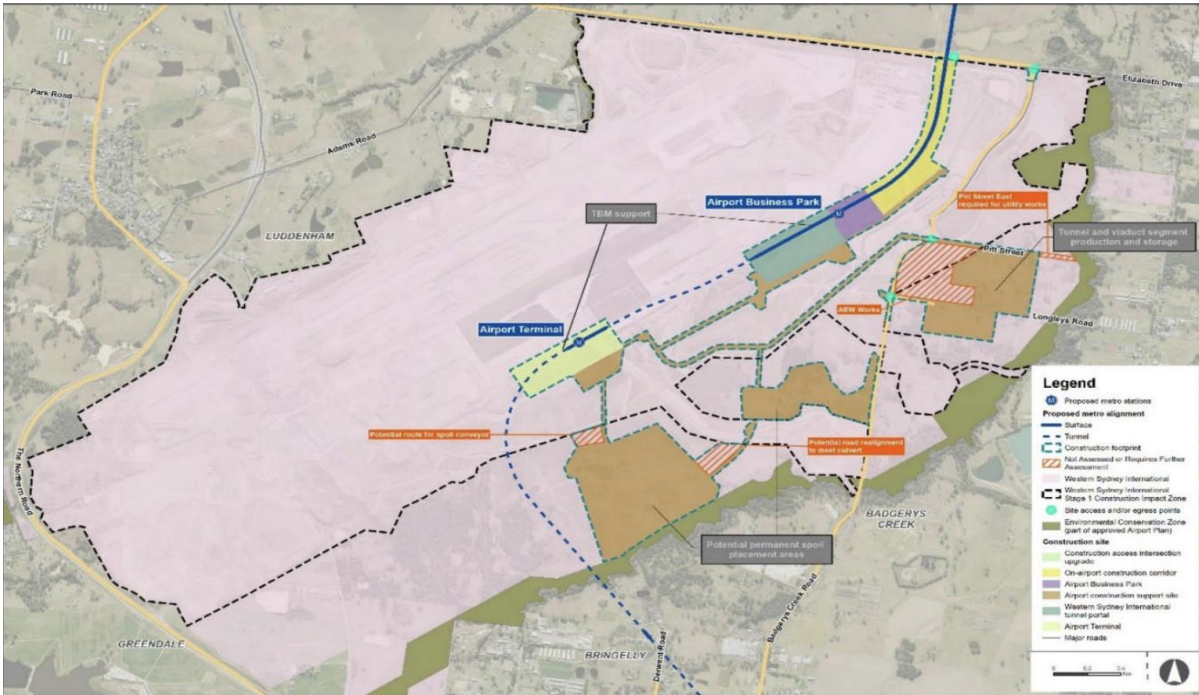 Park Road
Adams Road
Elizabeth Drive
LUDDENHAM
TBM support
Airport Business Park
Pitt Street East
required for utility works
Tunnel and viaduct segment
production and storage
Pitt Street
AEW Works
Longleys Road
Airport Terminal
Potential route for spoil conveyor
Potential road realignment
to meet culvert
The Northern Road
BADGERYS
CREEK
Potential permanent spoil
placement areas
Badgerys Creek Road
Derwent Road
GREENDALE
BRINGELLY
Legend
M
Proposed metro stations
Proposed metro alignment
Surface
Tunnel
Construction footprint
Not Assessed or Requires Further
Assessment
Western Sydney International
Western Sydney International
Stage 1 Construction Impact Zone
Site access and/or egress points
Environmental Conservation Zone
(part of approved Airport Plan)
Construction site
Construction access intersection
upgrade
On-airport construction corridor
Airport Business Park
Airport construction support site
Western Sydney International
tunnel portal
Airport Terminal
Major roads
0 0.2 0.4